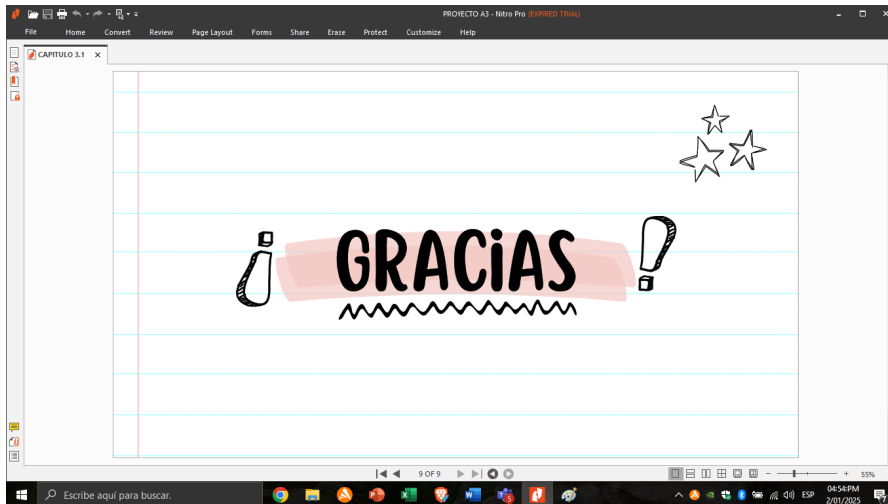 PROYECTO A3 - Nitro Pro (EXPIRED TRIAL)
File Home Convert Review Page Layout Forms Share Erase Protect Customize Help
CAPITULO 3.1 X
¡GRACiAS!
9 OF 9
55%
Escribe aquí para buscar.
ESP
04:54 PM
2/01/2025